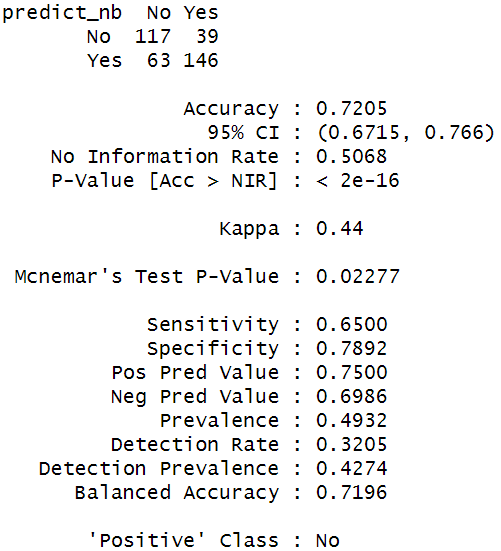 predict_nb No Yes
No 117 39
Yes 63 146
Accuracy : 0.7205
95% CI : (0.6715, 0.766)
No Information Rate : 0.5068
P-Value [Acc > NIR] : < 2e-16
Kappa : 0.44
Mcnemar's Test P-Value : 0.02277
Sensitivity : 0.6500
Specificity : 0.7892
Pos Pred Value : 0.7500
Neg Pred Value : 0.6986
Prevalence : 0.4932
Detection Rate : 0.3205
Detection Prevalence : 0.4274
Balanced Accuracy : 0.7196
'Positive' Class : No